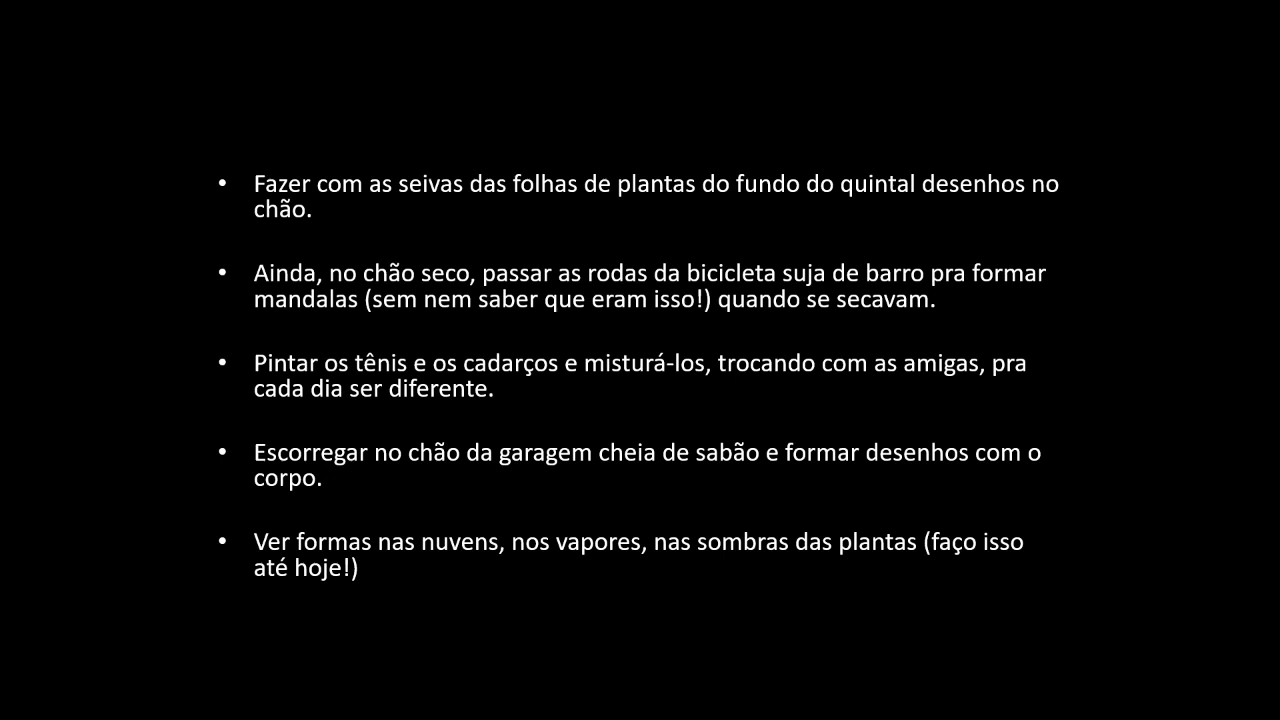 • Fazer com as seivas das folhas de plantas do fundo do quintal desenhos no
chão.
• Ainda, no chão seco, passar as rodas da bicicleta suja de barro pra formar
mandalas (sem nem saber que eram isso!) quando se secavam.
• Pintar os tênis e os cadarços e misturá-los, trocando com as amigas, pra
cada dia ser diferente.
• Escorregar no chão da garagem cheia de sabão e formar desenhos com o
corpo.
• Ver formas nas nuvens, nos vapores, nas sombras das plantas (faço isso
até hoje!)